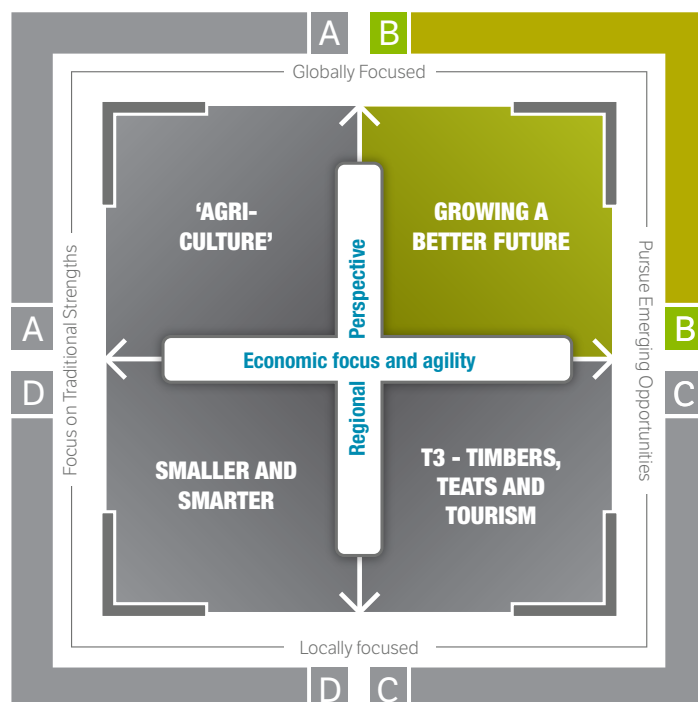 A
B
Globally Focused
‘AGRI-
CULTURE’
GROWING A
BETTER FUTURE
Focus on Traditional Strengths
Pursue Emerging Opportunities
A
B
Regional Perspective
Economic focus and agility
D
C
SMALLER AND
SMARTER
T3 - TIMBERS,
TEATS AND
TOURISM
Locally focused
D
C